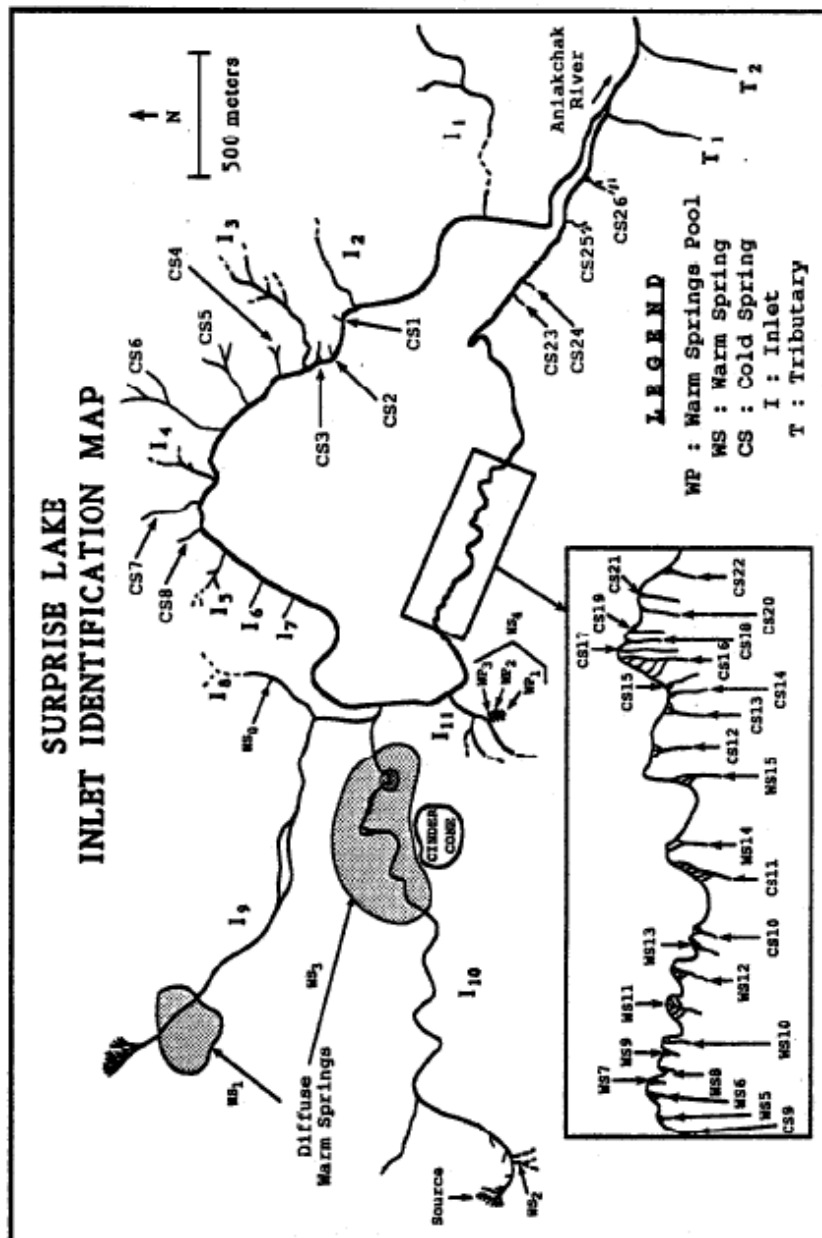 SURPRISE LAKE
INLET IDENTIFICATION MAP
N
500 meters
I1
I2
I3
CS4
CS5
CS6
I4
CS7
CS8
I5
I6
I7
I8
WS0
I9
WS1
WS3
Diffuse
Warm Springs
I10
Source
WS2
CINDER
CONE
I11
WP3
WP2
WP1
WS4
CS3
CS2
CS1
CS23
CS24
CS25?
CS26
Aniakchak
River
T1
T2
LEGEND
WP : Warm Springs Pool
WS : Warm Spring
CS : Cold Spring
I : Inlet
T : Tributary
CS9
WS5
WS6
WS7
WS8
WS9
WS10
WS11
WS12
WS13
CS10
CS11
WS14
WS15
CS12
CS13
CS14
CS15
CS16
CS17
CS18
CS19
CS20
CS21
CS22